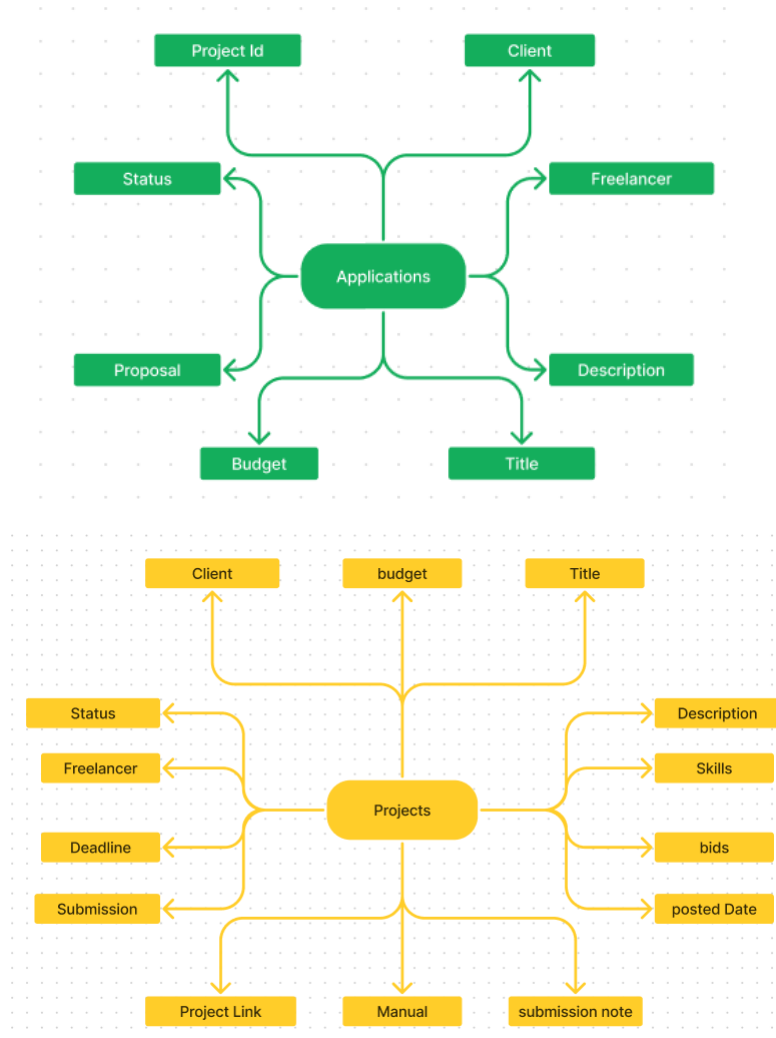 Project Id
Client
Status
Freelancer
Applications
Proposal
Description
Budget
Title
Client
budget
Title
Status
Description
Freelancer
Skills
Projects
Deadline
bids
Submission
posted Date
Project Link
Manual
submission note